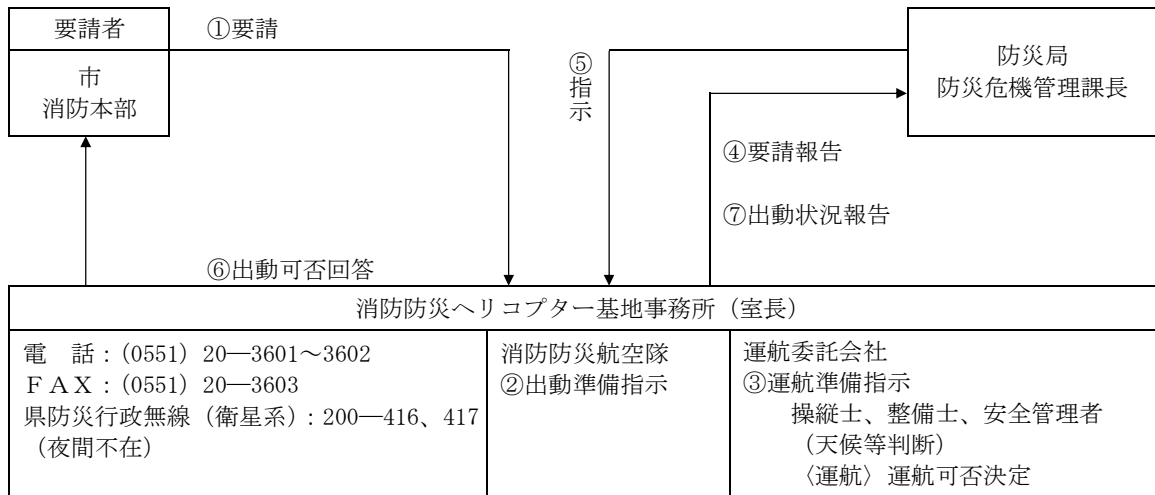 要請者
市
消防本部
①要請
⑤指示
防災局
防災危機管理課長
④要請報告
⑦出動状況報告
⑥出動可否回答
消防防災ヘリコプター基地事務所（室長）
電　話：(0551) 20―3601～3602
ＦＡＸ：(0551) 20―3603
県防災行政無線（衛星系）：200―416、417
（夜間不在）
消防防災航空隊
②出動準備指示
運航委託会社
③運航準備指示
操縦士、整備士、安全管理者
（天候等判断）
〈運航〉運航可否決定